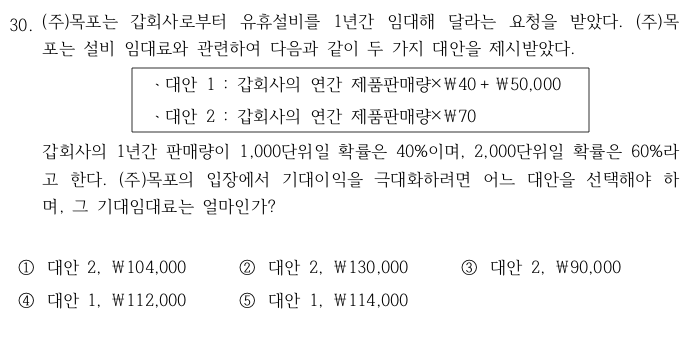 30. (주)목포는 갑회사로부터 유휴설비를 1년간 임대해 달라는 요청을 받았다. (주)목
포는 설비 임대료와 관련하여 다음과 같이 두 가지 대안을 제시받았다.
、대안 1 : 갑회사의 연간 제품판매량×₩40 + ₩50,000
、대안 2 : 갑회사의 연간 제품판매량×₩70
갑회사의 1년간 판매량이 1,000단위일 확률은 40%이며, 2,000단위일 확률은 60%라
고 한다. (주)목포의 입장에서 기대이익을 극대화하려면 어느 대안을 선택해야 하
며, 그 기대임대료는 얼마인가?
① 대안 2, ₩104,000 ② 대안 2, ₩130,000 ③ 대안 2, ₩90,000
④ 대안 1, ₩112,000 ⑤ 대안 1, ₩114,000